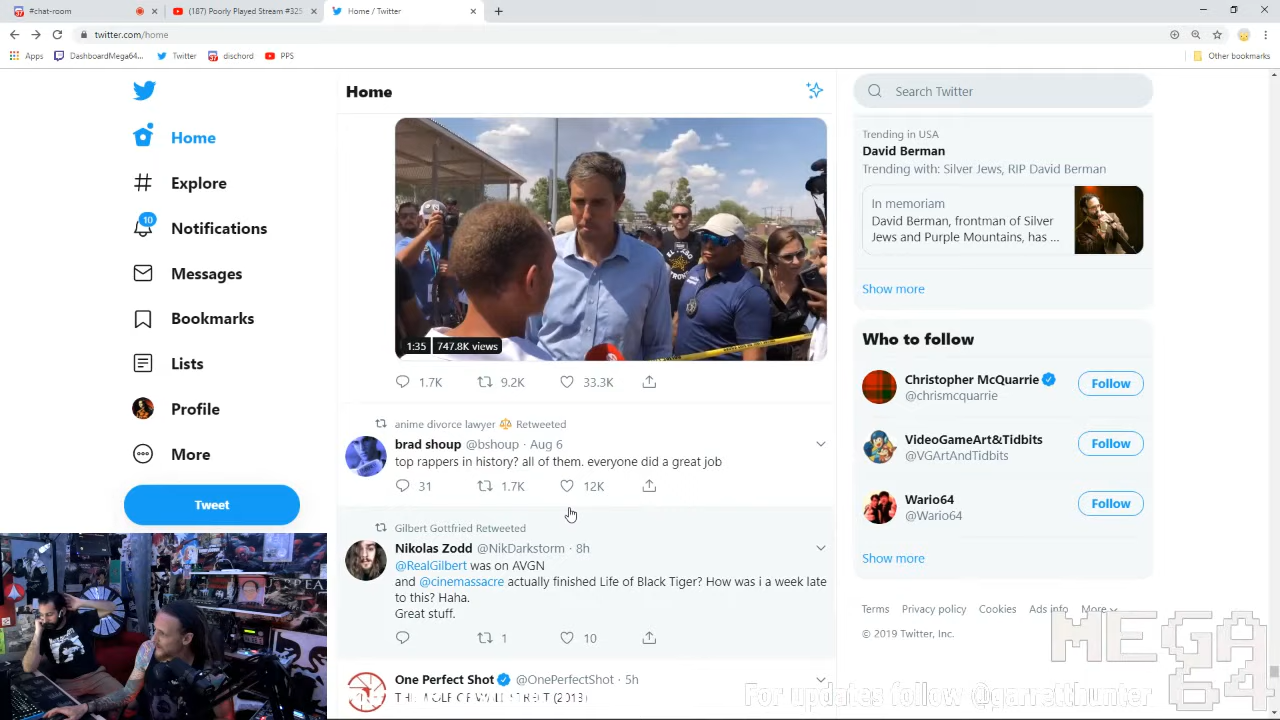 #chat-room
(187) Poorly Played Stream #325
Home / Twitter
twitter.com/home
Apps
DashboardMega64...
Twitter
dischord
PPS
Other bookmarks
Home
Explore
10
Notifications
Messages
Bookmarks
Lists
Profile
More
Tweet
Home
1:35 747.8K views
1.7K 9.2K 33.3K
anime divorce lawyer ⚖️ Retweeted
brad shoup @bshoup · Aug 6
top rappers in history? all of them. everyone did a great job
31 1.7K 12K
Gilbert Gottfried Retweeted
Nikolas Zodd @NikDarkstorm · 8h
@RealGilbert was on AVGN
and @cinemassacre actually finished Life of Black Tiger? How was i a week late
to this? Haha.
Great stuff.
1 10
One Perfect Shot @OnePerfectShot · 5h
Search Twitter
Trending in USA
David Berman
Trending with: Silver Jews, RIP David Berman
In memoriam
David Berman, frontman of Silver
Jews and Purple Mountains, has ...
Show more
Who to follow
Christopher McQuarrie
@chrismcquarrie
Follow
VideoGameArt&Tidbits
@VGArtAndTidbits
Follow
Wario64
@Wario64
Follow
Show more
Terms Privacy policy Cookies Ads info More
© 2019 Twitter, Inc.
MEGA
64
For updates follow @garretthunter